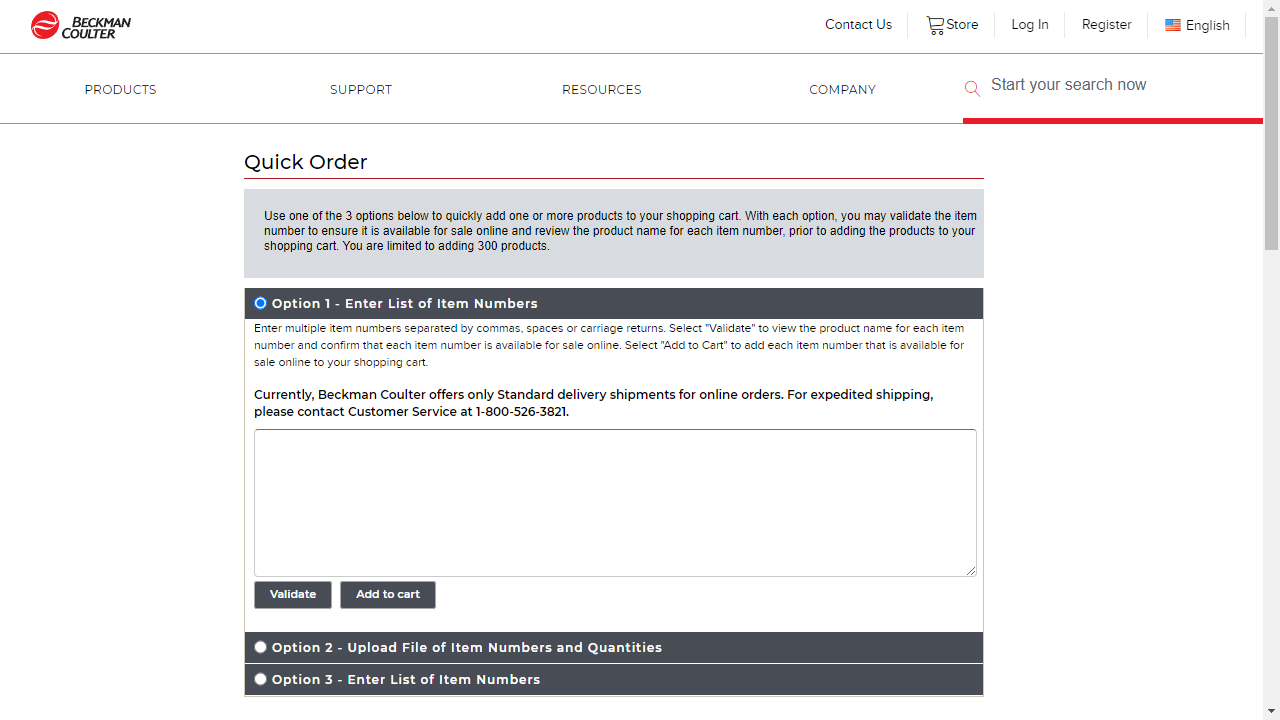 BECKMAN
COULTER
Contact Us
Store
Log In
Register
English
PRODUCTS
SUPPORT
RESOURCES
COMPANY
Start your search now
Quick Order
Use one of the 3 options below to quickly add one or more products to your shopping cart. With each option, you may validate the item
number to ensure it is available for sale online and review the product name for each item number, prior to adding the products to your
shopping cart. You are limited to adding 300 products.
Option 1 - Enter List of Item Numbers
Enter multiple item numbers separated by commas, spaces or carriage returns. Select "Validate" to view the product name for each item
number and confirm that each item number is available for sale online. Select "Add to Cart" to add each item number that is available for
sale online to your shopping cart.
Currently, Beckman Coulter offers only Standard delivery shipments for online orders. For expedited shipping,
please contact Customer Service at 1-800-526-3821.
Validate
Add to cart
Option 2 - Upload File of Item Numbers and Quantities
Option 3 - Enter List of Item Numbers